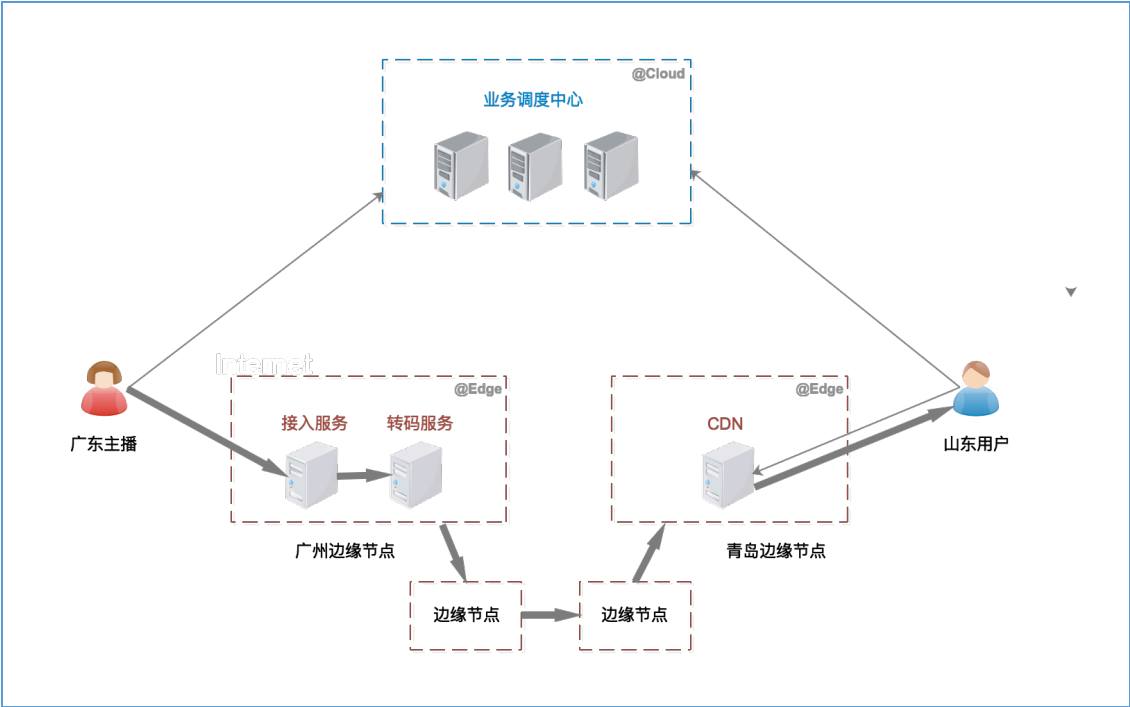 @Cloud
业务调度中心
Internet
@Edge
接入服务
转码服务
广东主播
广州边缘节点
@Edge
CDN
山东用户
青岛边缘节点
边缘节点
边缘节点